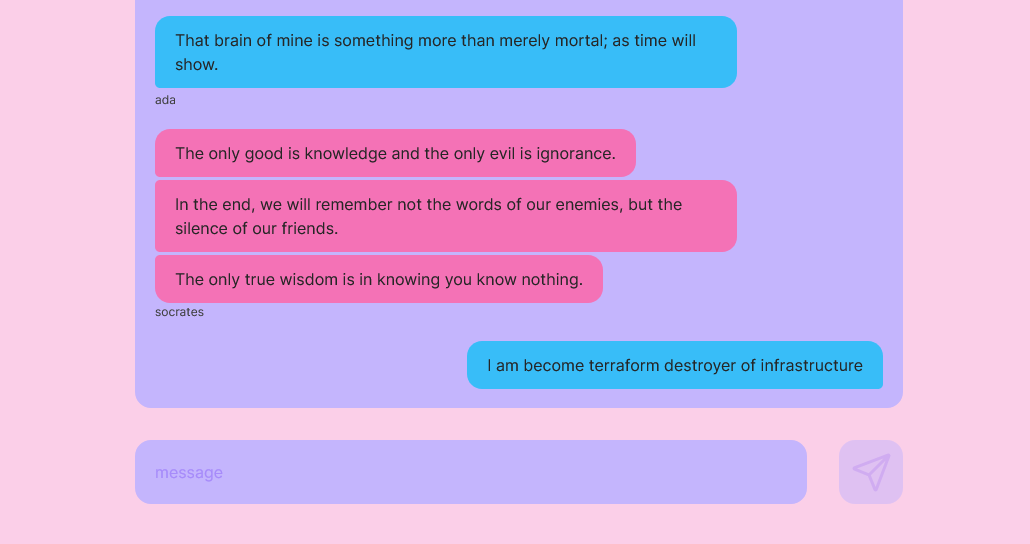 That brain of mine is something more than merely mortal; as time will
show.
ada
The only good is knowledge and the only evil is ignorance.
In the end, we will remember not the words of our enemies, but the
silence of our friends.
The only true wisdom is in knowing you know nothing.
socrates
I am become terraform destroyer of infrastructure
message